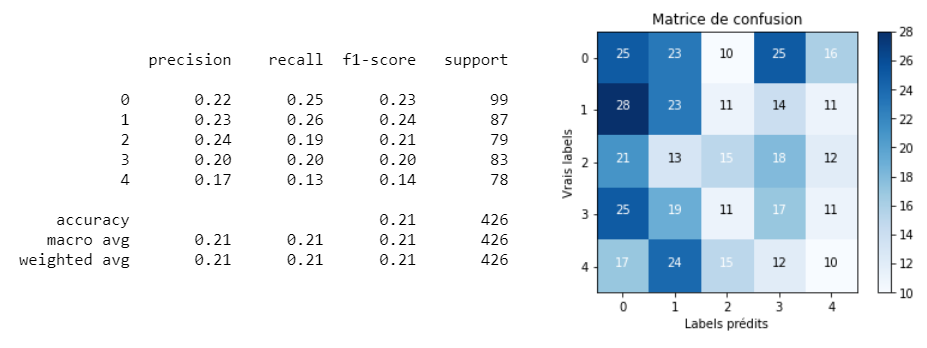 precision recall f1-score support
0 0.22 0.25 0.23 99
1 0.23 0.26 0.24 87
2 0.24 0.19 0.21 79
3 0.20 0.20 0.20 83
4 0.17 0.13 0.14 78
accuracy 0.21 426
macro avg 0.21 0.21 0.21 426
weighted avg 0.21 0.21 0.21 426
Matrice de confusion
Vrais labels
0 25 23 10 25 16
1 28 23 11 14 11
2 21 13 15 18 12
3 25 19 11 17 11
4 17 24 15 12 10
0 1 2 3 4
Labels prédits
28
26
24
22
20
18
16
14
12
10